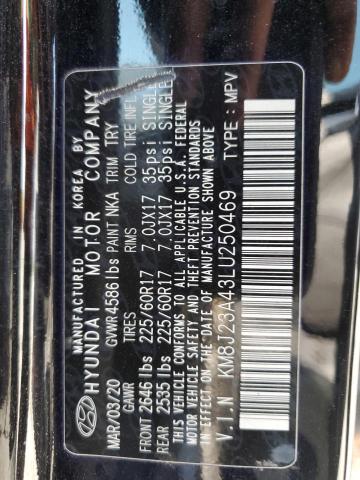 MANUFACTURED IN KOREA BY
HYUNDAI MOTOR COMPANY
MAR/03/20 GVWR 4586 lbs PAINT NKA TRIM TRY
GAWR TIRES RIMS COLD TIRE INFL
FRONT 2646 lbs 225/60R17 7.0JX17 35psi SINGLE
REAR 2535 lbs 225/60R17 7.0JX17 35psi SINGLE
THIS VEHICLE CONFORMS TO ALL APPLICABLE U.S.A. FEDERAL
MOTOR VEHICLE SAFETY AND THEFT PREVENTION STANDARDS
IN EFFECT ON THE DATE OF MANUFACTURE SHOWN ABOVE.
V.I.N KM8J23A43LU250469 TYPE: MPV